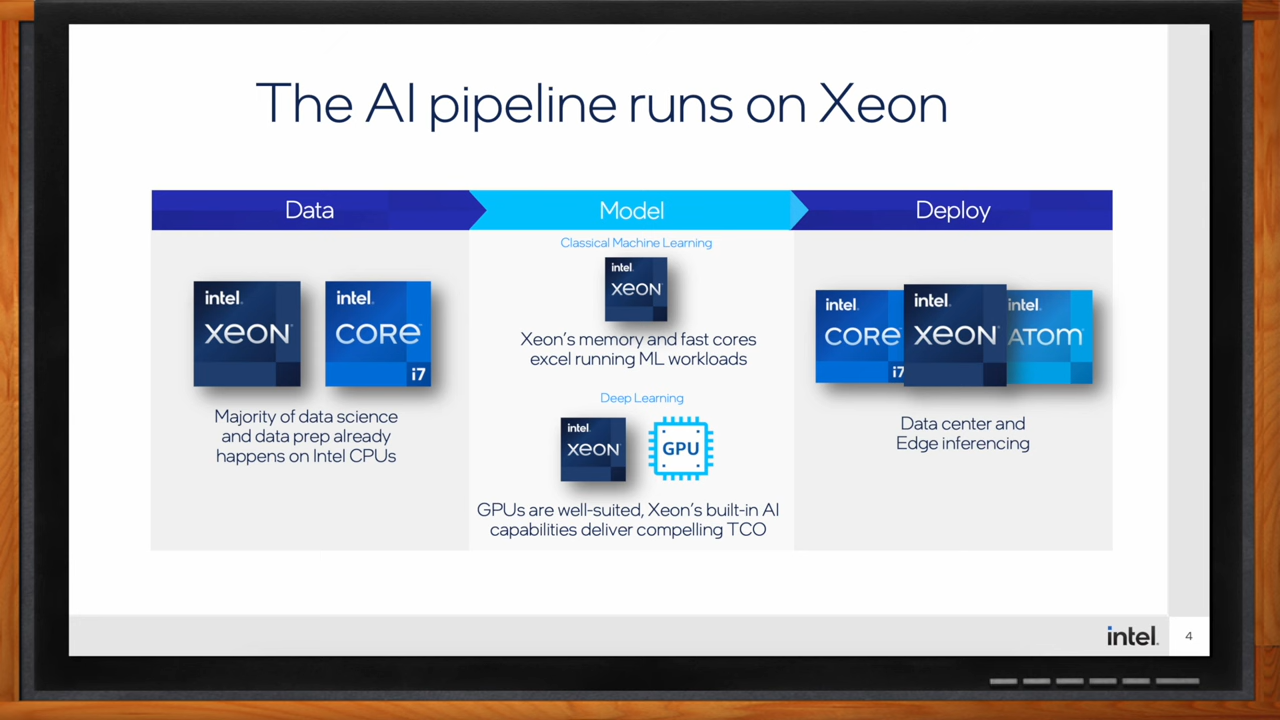 The AI pipeline runs on Xeon
Data
Model
Deploy
intel.
xeon
intel.
core
i7
Majority of data science
and data prep already
happens on Intel CPUs
Classical Machine Learning
intel.
xeon
Xeon's memory and fast cores
excel running ML workloads
Deep Learning
intel.
xeon
GPU
GPUs are well-suited, Xeon's built-in AI
capabilities deliver compelling TCO
intel.
core
i7
intel.
xeon
intel
ATOM
Data center and
Edge inferencing
intel.
4